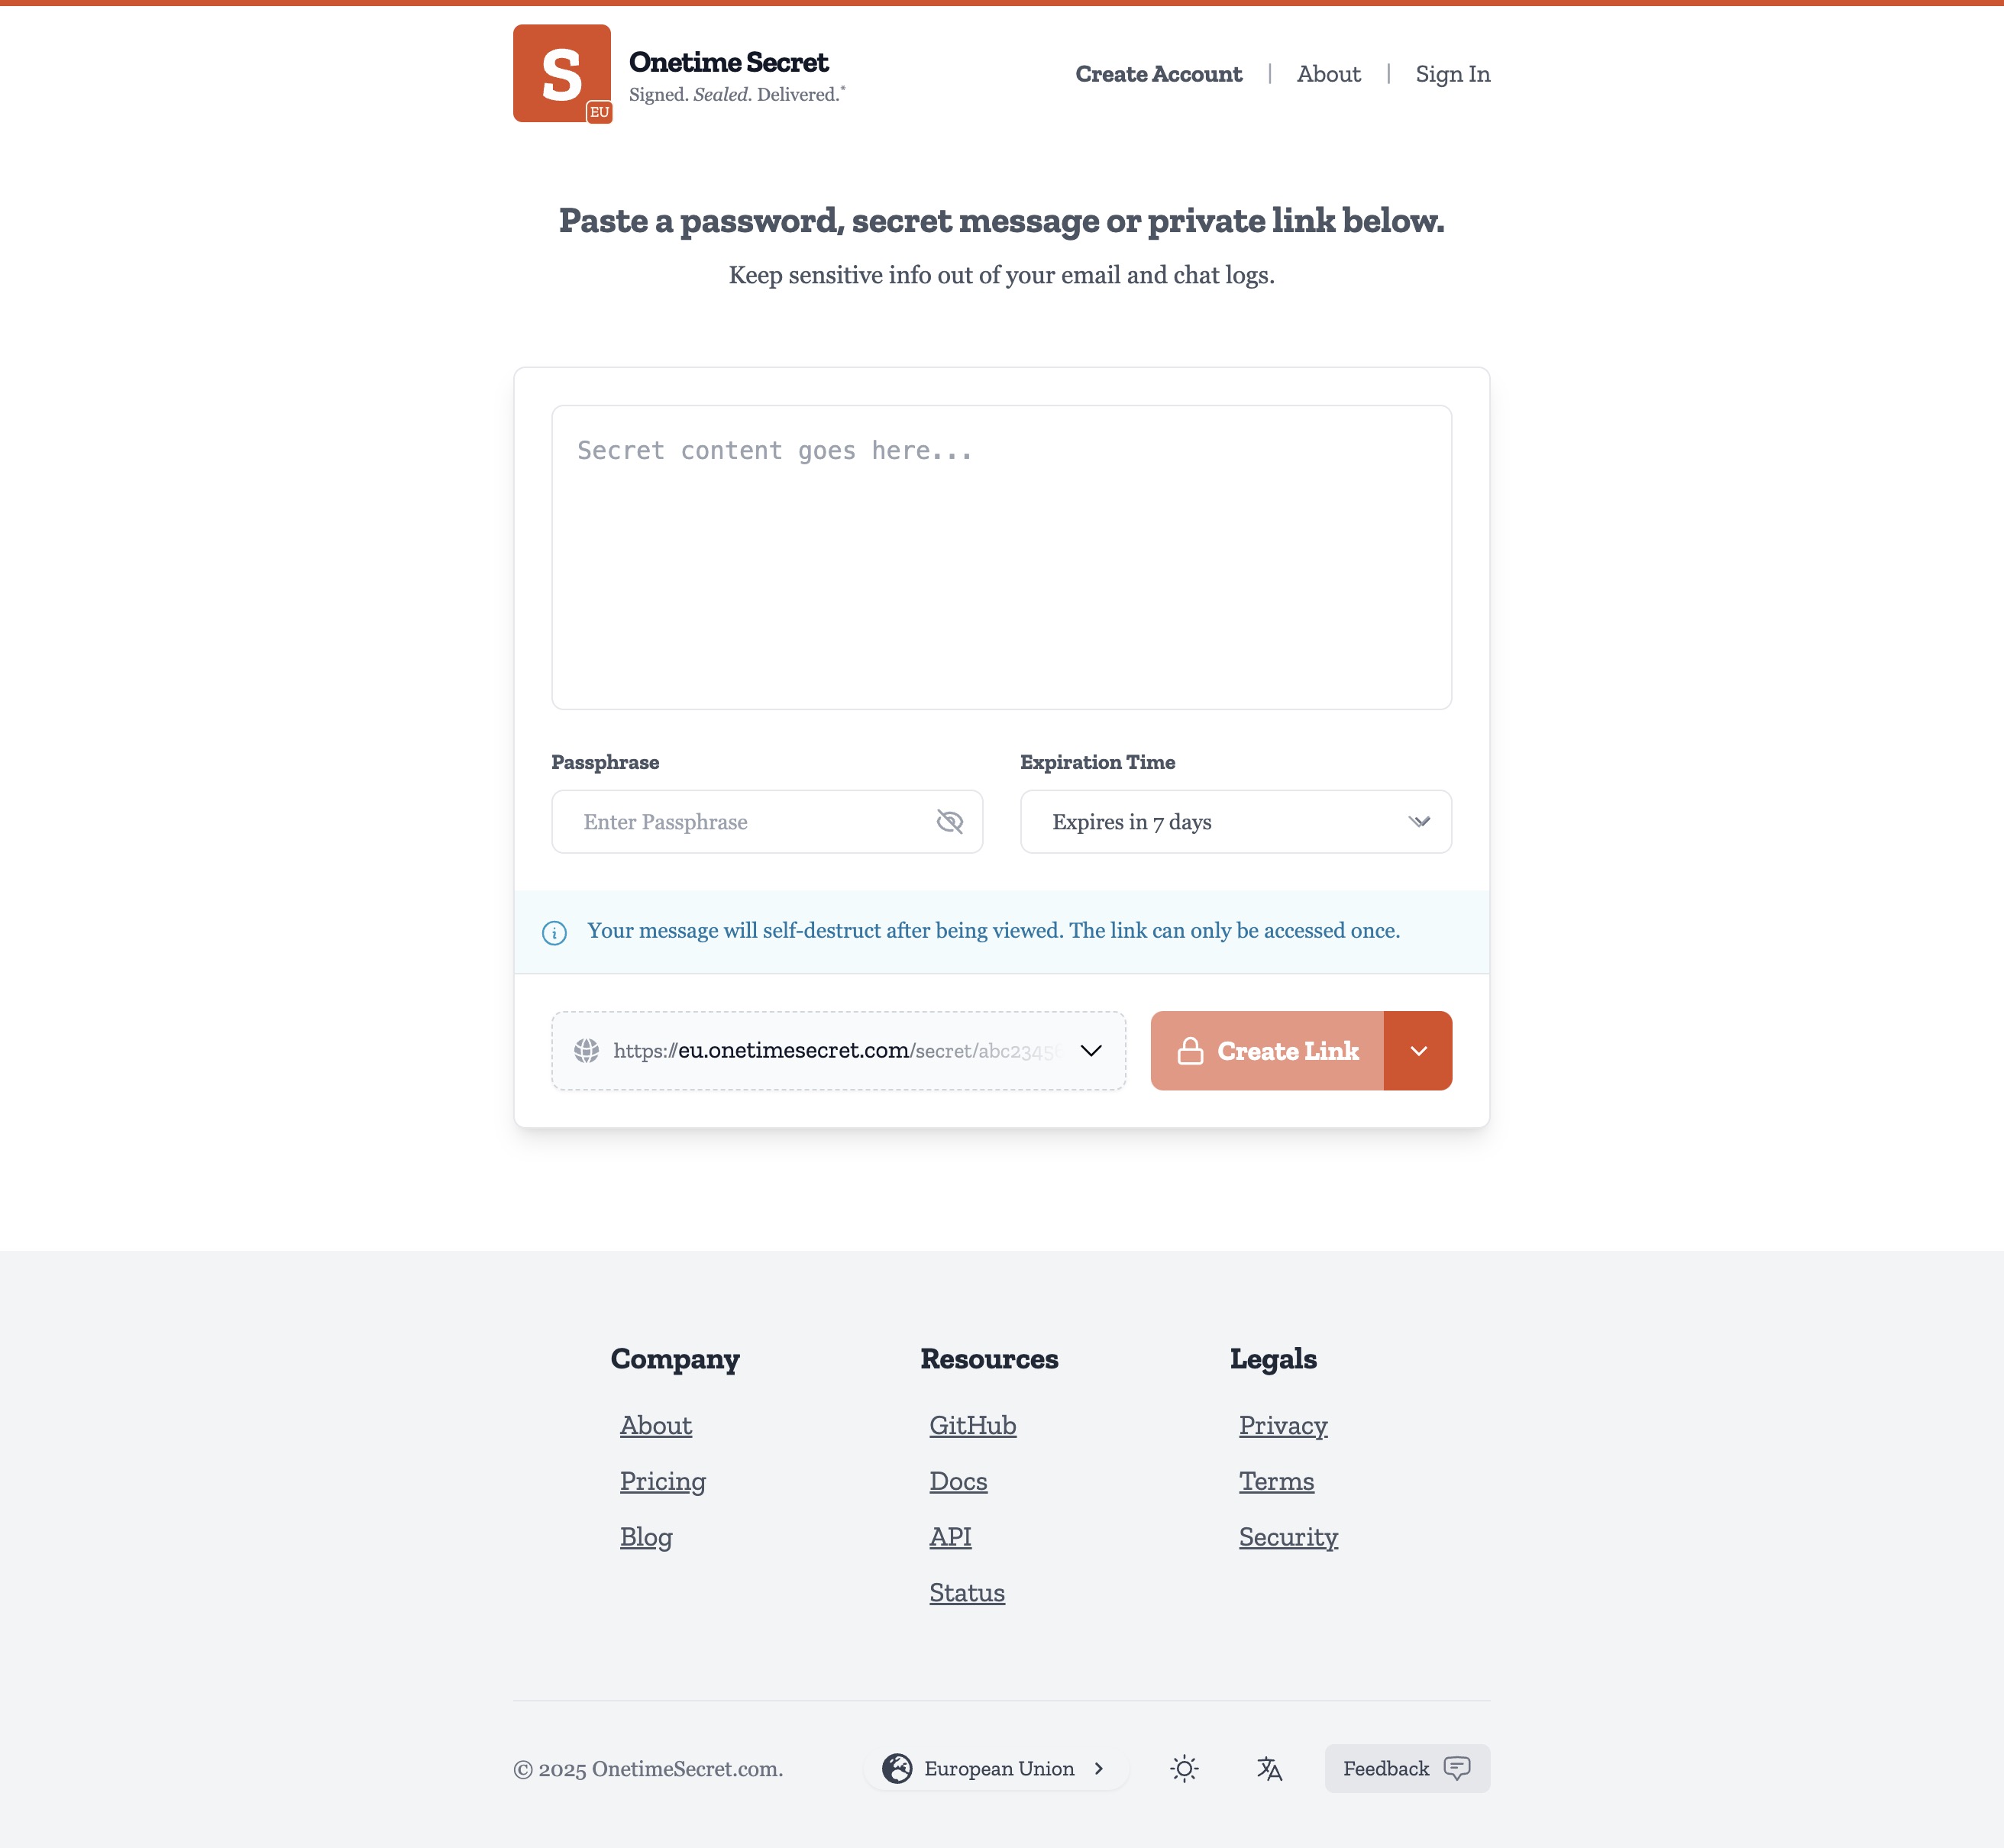 S
EU
Onetime Secret
Signed. Sealed. Delivered.*
Create Account | About | Sign In
Paste a password, secret message or private link below.
Keep sensitive info out of your email and chat logs.
Secret content goes here...
Passphrase
Enter Passphrase
Expiration Time
Expires in 7 days
Your message will self-destruct after being viewed. The link can only be accessed once.
https://eu.onetimesecret.com/secret/abc23456
Create Link
Company
About
Pricing
Blog
Resources
GitHub
Docs
API
Status
Legals
Privacy
Terms
Security
© 2025 OnetimeSecret.com.
European Union
Feedback